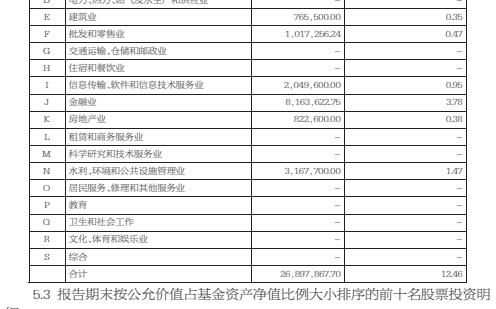 D 电力、热力、燃气及水生产和供应业 – –
E 建筑业 765,500.00 0.35
F 批发和零售业 1,017,256.24 0.47
G 交通运输、仓储和邮政业 – –
H 住宿和餐饮业 – –
I 信息传输、软件和信息技术服务业 2,049,600.00 0.95
J 金融业 8,163,622.75 3.78
K 房地产业 822,600.00 0.38
L 租赁和商务服务业 – –
M 科学研究和技术服务业 – –
N 水利、环境和公共设施管理业 3,167,700.00 1.47
O 居民服务、修理和其他服务业 – –
P 教育 – –
Q 卫生和社会工作 – –
R 文化、体育和娱乐业 – –
S 综合 – –
合计 26,897,867.70 12.46
5.3 报告期末按公允价值占基金资产净值比例大小排序的前十名股票投资明